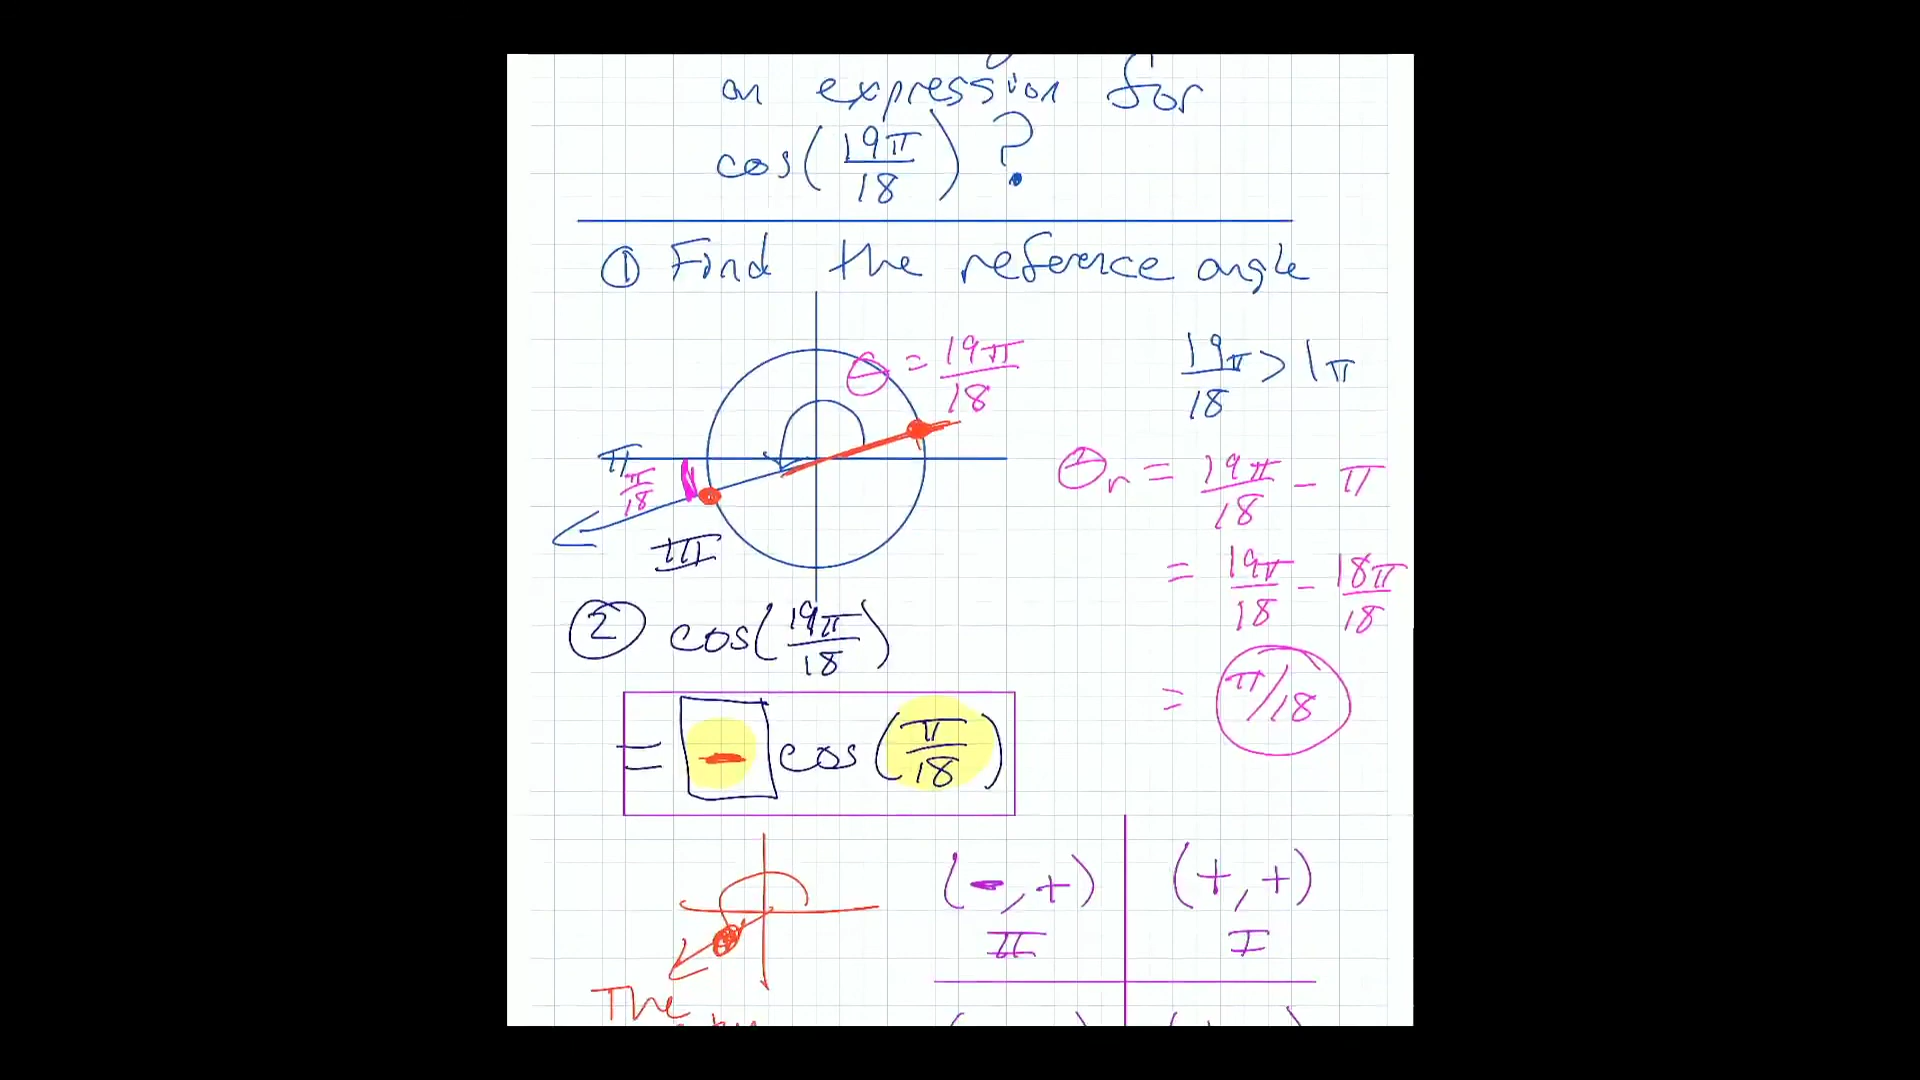 an expression for
cos(19π/18) ?
① Find the reference angle
θ = 19π/18
19π/18 > 1π
π
π/18
θr = 19π/18 - π
III
= 19π/18 - 18π/18
② cos(19π/18)
= π/18
= - cos(π/18)
(-, +)
(+, +)
II
I
The